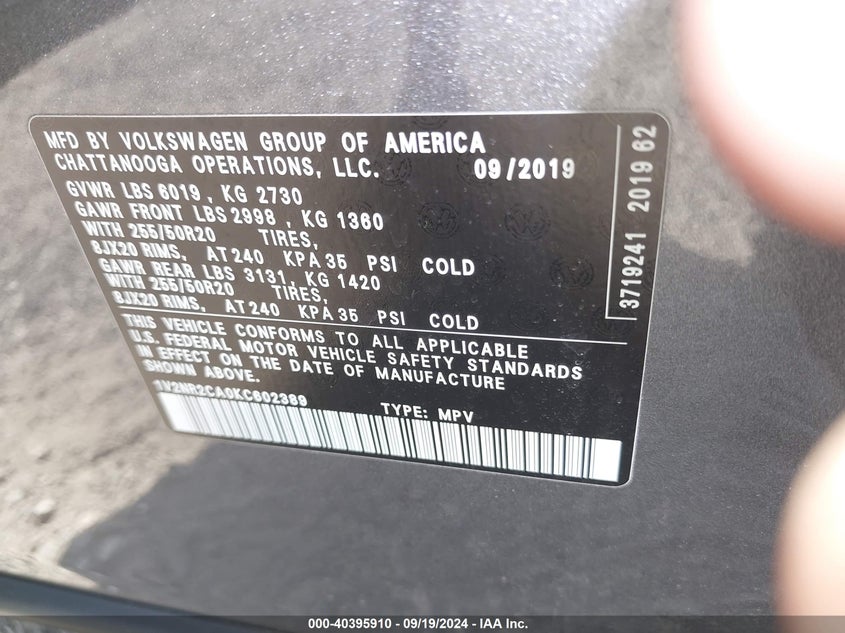 MFD BY VOLKSWAGEN GROUP OF AMERICA
CHATTANOOGA OPERATIONS, LLC. 09/2019
GVWR LBS 6019 , KG 2730
GAWR FRONT LBS 2998 , KG 1360
WITH 255/50R20 TIRES,
8JX20 RIMS, AT 240 KPA 35 PSI COLD
GAWR REAR LBS 3131, KG 1420
WITH 255/50R20 TIRES,
8JX20 RIMS, AT 240 KPA 35 PSI COLD
THIS VEHICLE CONFORMS TO ALL APPLICABLE
U.S. FEDERAL MOTOR VEHICLE SAFETY STANDARDS
IN EFFECT ON THE DATE OF MANUFACTURE
SHOWN ABOVE.
1V2NR2CA0KC602389
TYPE: MPV
3719241 2019 62
000-40395910 - 09/19/2024 - IAA Inc.